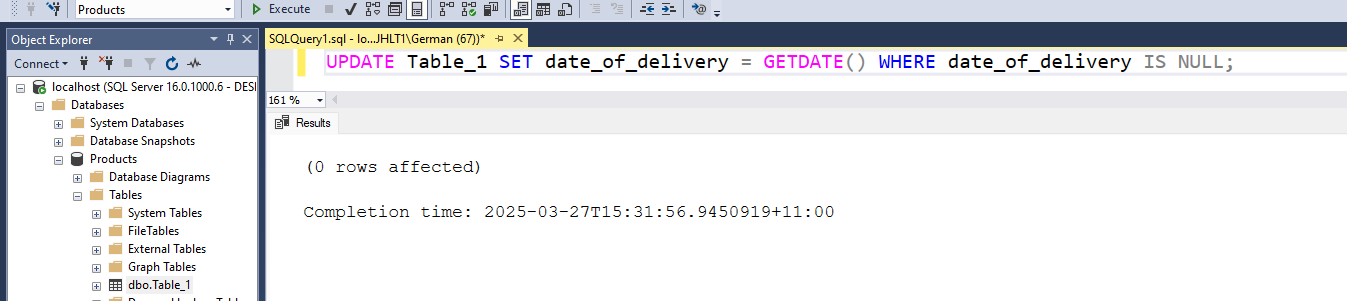 Products
Execute
Object Explorer
Connect
localhost (SQL Server 16.0.1000.6 - DESI
Databases
System Databases
Database Snapshots
Products
Database Diagrams
Tables
System Tables
FileTables
External Tables
Graph Tables
dbo.Table_1
SQLQuery1.sql - lo...JHLT1\German (67))*
UPDATE Table_1 SET date_of_delivery = GETDATE() WHERE date_of_delivery IS NULL;
161 %
Results
(0 rows affected)
Completion time: 2025-03-27T15:31:56.9450919+11:00